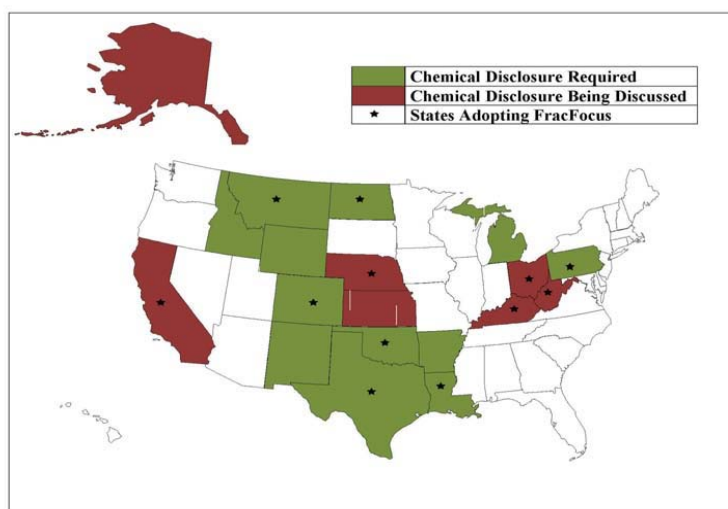 Chemical Disclosure Required
Chemical Disclosure Being Discussed
States Adopting FracFocus